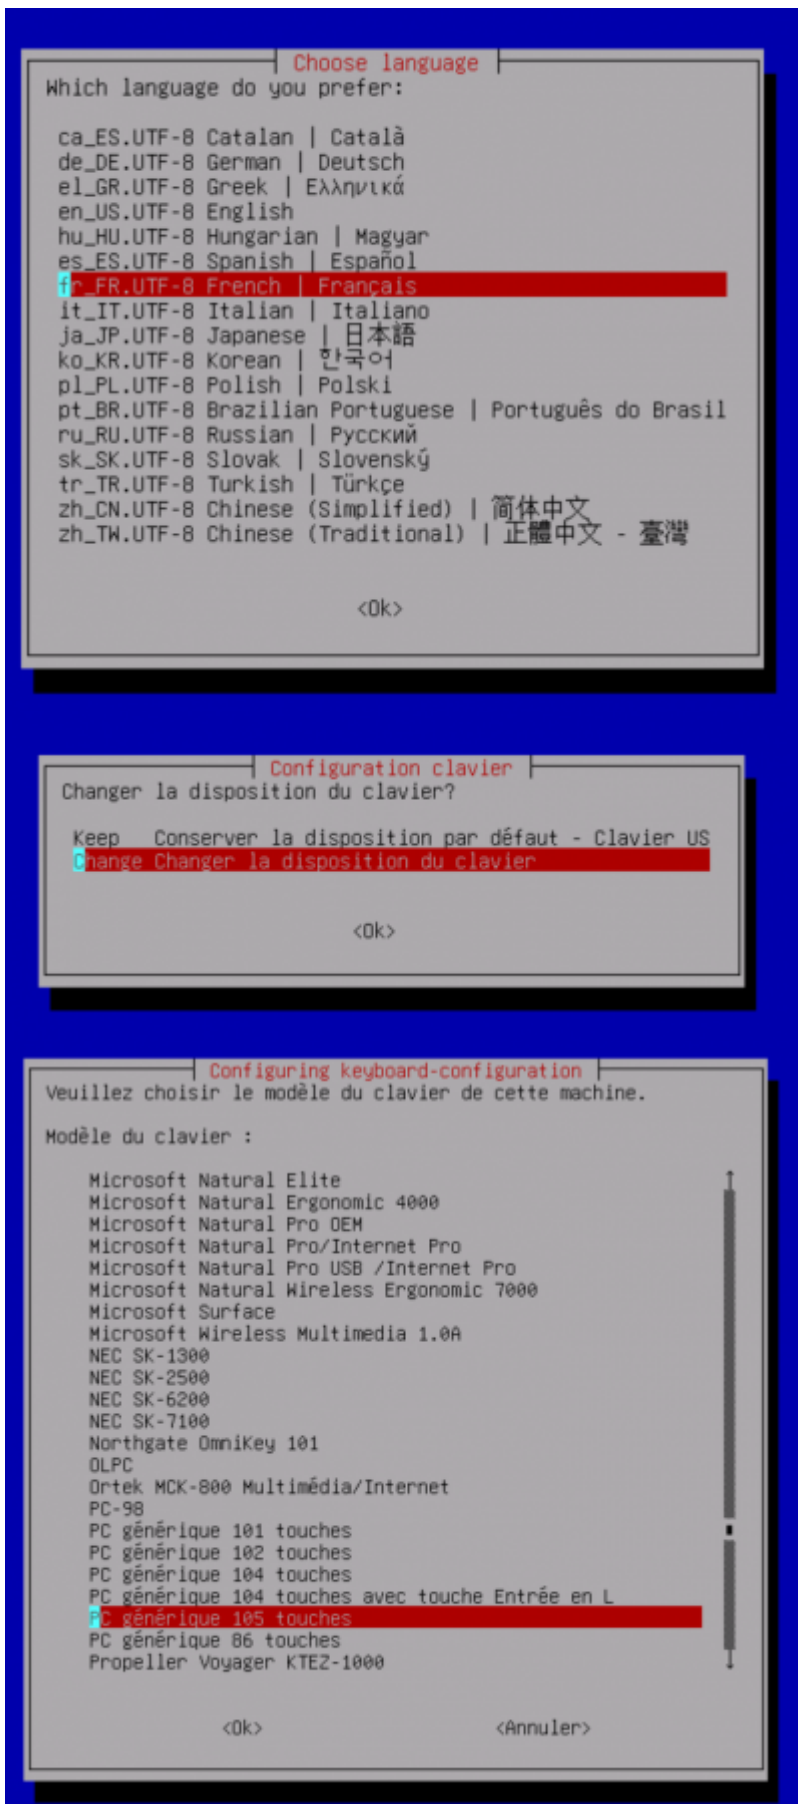 Choose language
Which language do you prefer:
ca_ES.UTF-8 Catalan | Català
de_DE.UTF-8 German | Deutsch
el_GR.UTF-8 Greek | Ελληνικά
en_US.UTF-8 English
hu_HU.UTF-8 Hungarian | Magyar
es_ES.UTF-8 Spanish | Español
fr_FR.UTF-8 French | Français
it_IT.UTF-8 Italian | Italiano
ja_JP.UTF-8 Japanese | 日本語
ko_KR.UTF-8 Korean | 한국어
pl_PL.UTF-8 Polish | Polski
pt_BR.UTF-8 Brazilian Portuguese | Português do Brasil
ru_RU.UTF-8 Russian | Русский
sk_SK.UTF-8 Slovak | Slovenský
tr_TR.UTF-8 Turkish | Türkçe
zh_CN.UTF-8 Chinese (Simplified) | 简体中文
zh_TW.UTF-8 Chinese (Traditional) | 正體中文 - 臺灣
<Ok>
Configuration clavier
Changer la disposition du clavier?
Keep Conserver la disposition par défaut - Clavier US
Change Changer la disposition du clavier
<Ok>
Configuring keyboard-configuration
Veuillez choisir le modèle du clavier de cette machine.
Modèle du clavier :
Microsoft Natural Elite
Microsoft Natural Ergonomic 4000
Microsoft Natural Pro OEM
Microsoft Natural Pro/Internet Pro
Microsoft Natural Pro USB /Internet Pro
Microsoft Natural Wireless Ergonomic 7000
Microsoft Surface
Microsoft Wireless Multimedia 1.0A
NEC SK-1300
NEC SK-2500
NEC SK-6200
NEC SK-7100
Northgate OmniKey 101
OLPC
Ortek MCK-800 Multimédia/Internet
PC-98
PC générique 101 touches
PC générique 102 touches
PC générique 104 touches
PC générique 104 touches avec touche Entrée en L
PC générique 105 touches
PC générique 86 touches
Propeller Voyager KTEZ-1000
<Ok> <Annuler>